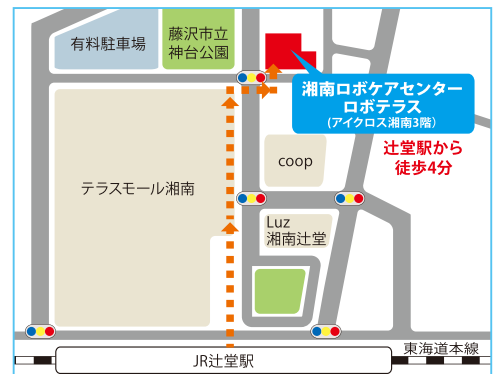 有料駐車場
藤沢市立
神台公園
湘南ロボケアセンター
ロボテラス
(アイクロス湘南3階)
辻堂駅から
徒歩4分
coop
テラスモール湘南
Luz
湘南辻堂
東海道本線
JR辻堂駅